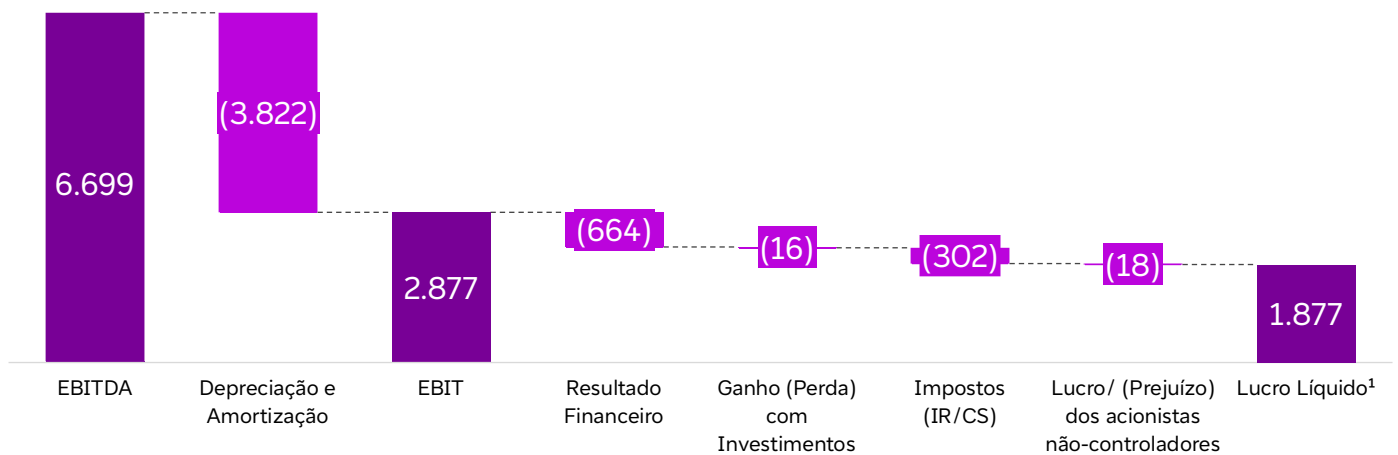 (3.822)
6.699
(664)
(16)
(302)
(18)
2.877
1.877
EBITDA
Depreciação e
Amortização
EBIT
Resultado
Financeiro
Ganho (Perda)
com
Investimentos
Impostos
(IR/CS)
Lucro/ (Prejuízo)
dos acionistas
não-controladores
Lucro Líquido¹